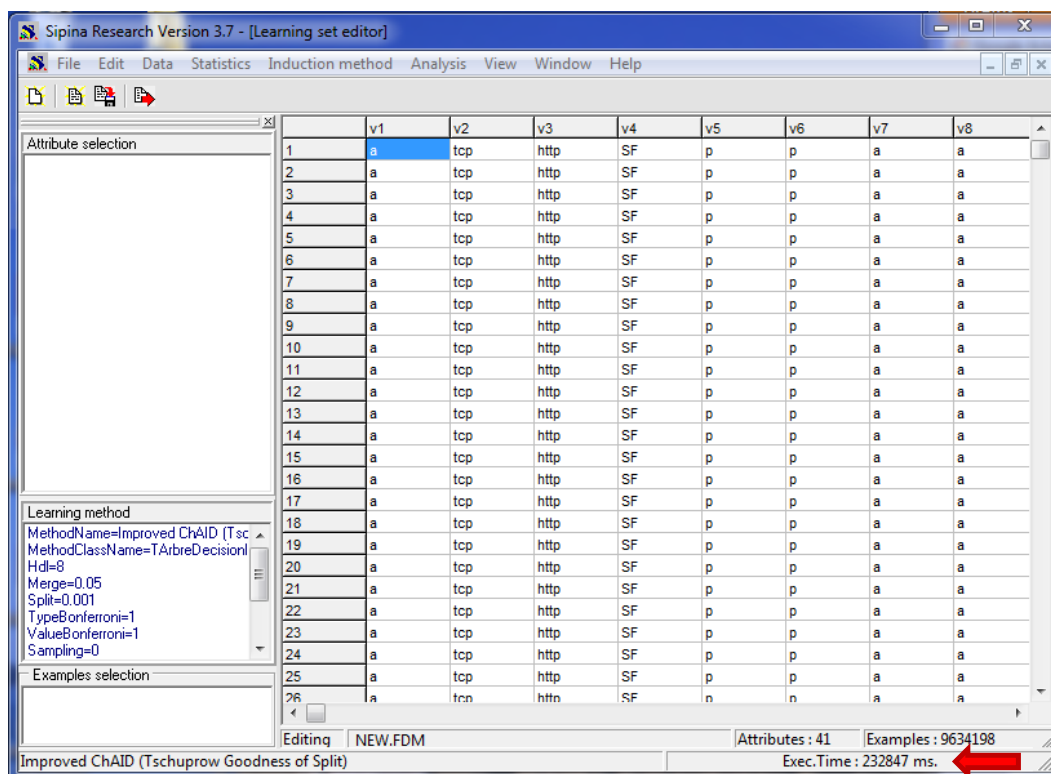 Sipina Research Version 3.7 - [Learning set editor]
File Edit Data Statistics Induction method Analysis View Window Help
Attribute selection
v1 v2 v3 v4 v5 v6 v7 v8
1 a tcp http SF p p a a
2 a tcp http SF p p a a
3 a tcp http SF p p a a
4 a tcp http SF p p a a
5 a tcp http SF p p a a
6 a tcp http SF p p a a
7 a tcp http SF p p a a
8 a tcp http SF p p a a
9 a tcp http SF p p a a
10 a tcp http SF p p a a
11 a tcp http SF p p a a
12 a tcp http SF p p a a
13 a tcp http SF p p a a
14 a tcp http SF p p a a
15 a tcp http SF p p a a
16 a tcp http SF p p a a
17 a tcp http SF p p a a
18 a tcp http SF p p a a
19 a tcp http SF p p a a
20 a tcp http SF p p a a
21 a tcp http SF p p a a
22 a tcp http SF p p a a
23 a tcp http SF p p a a
24 a tcp http SF p p a a
25 a tcp http SF p p a a
26 a tcp http SF p p a a
Learning method
MethodName=Improved ChAID (Tsc
MethodClassName=TArbreDecisionI
Hdl=8
Merge=0.05
Split=0.001
TypeBonferroni=1
ValueBonferroni=1
Sampling=0
Examples selection
Editing NEW.FDM Attributes : 41 Examples : 9634198
Improved ChAID (Tschuprow Goodness of Split) Exec.Time : 232847 ms.